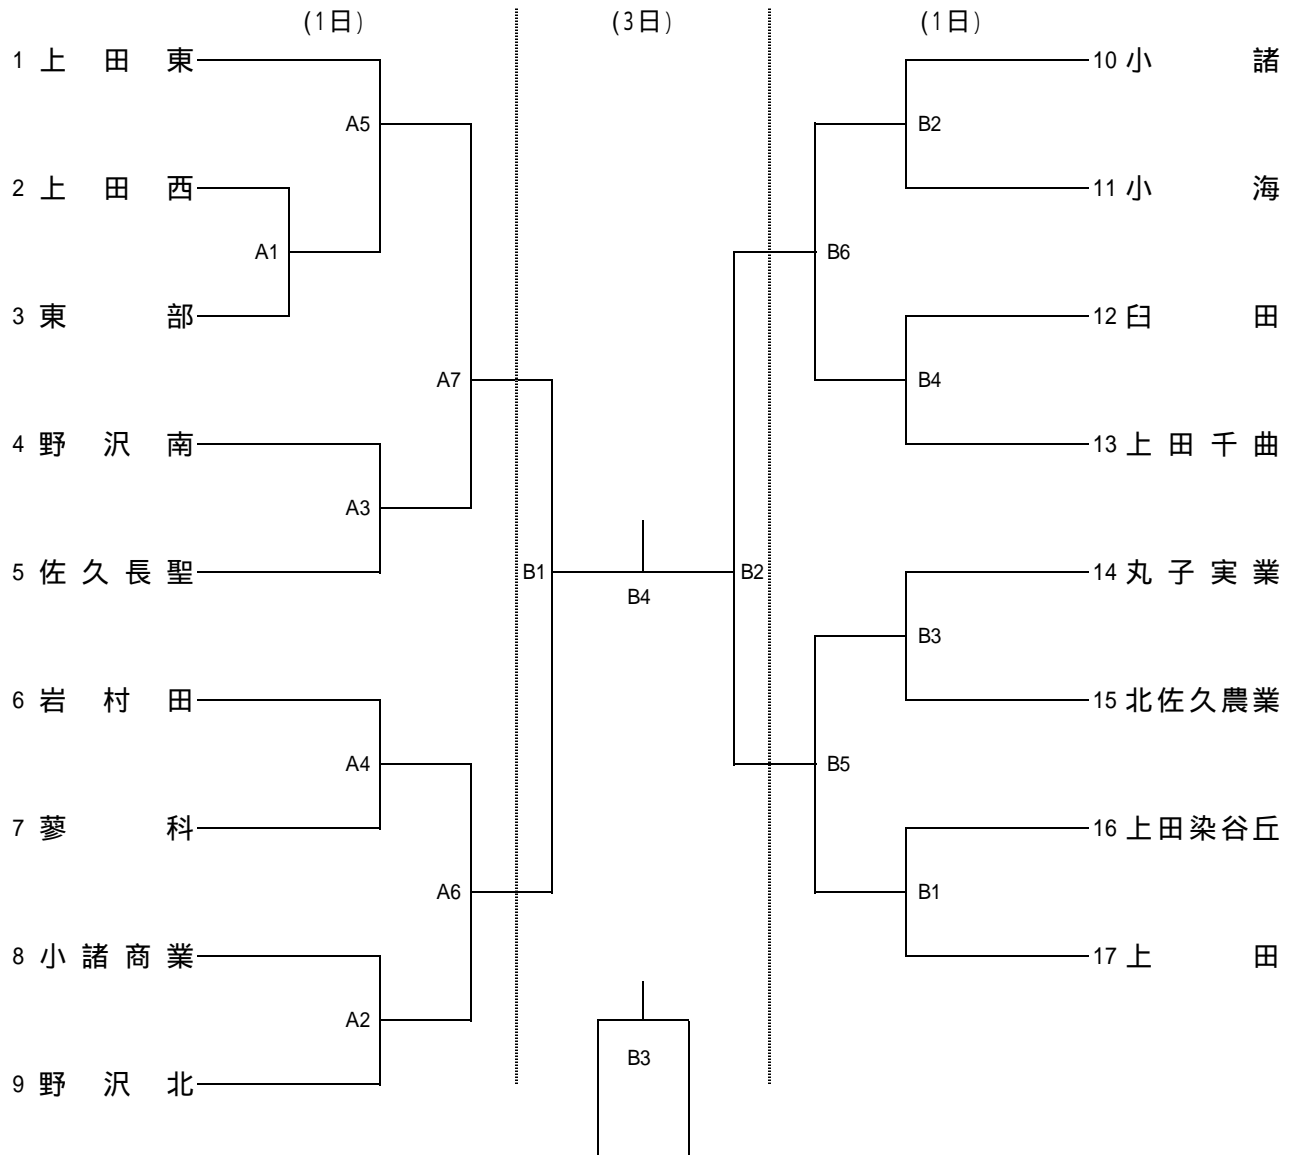 (1日) (3日) (1日)
1 上田東
10 小諸
A5
B2
2 上田西
11 小海
A1
B6
3 東部
12 臼田
A7
B4
4 野沢南
13 上田千曲
A3
5 佐久長聖
B1
B2
14 丸子実業
B4
B3
6 岩村田
15 北佐久農業
A4
B5
7 蓼科
16 上田染谷丘
A6
B1
8 小諸商業
17 上田
A2
B3
9 野沢北